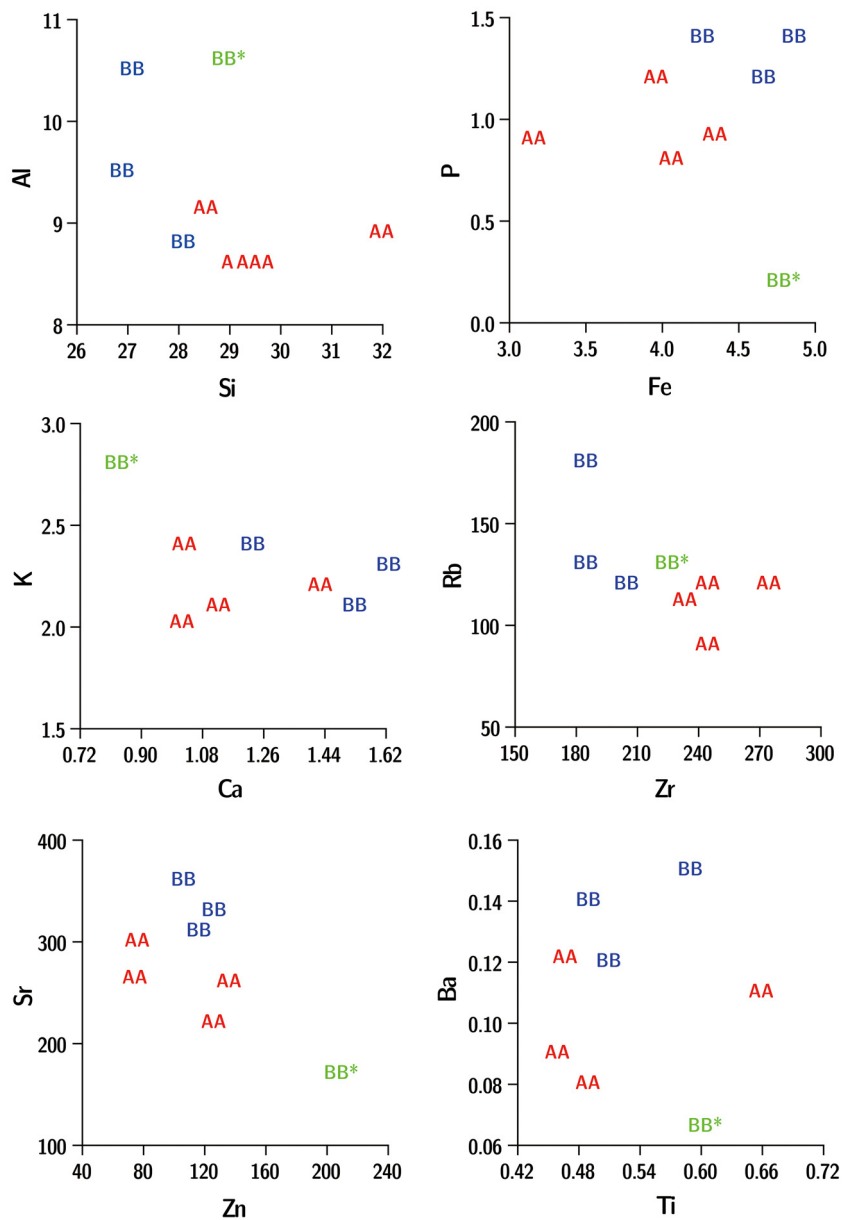 11
BB
BB*
10
Al
BB
AA
9
BB
AA
A AAA
8
26 27 28 29 30 31 32
Si
1.5
BB BB
AA
BB
1.0
AA
AA
AA
P
0.5
BB*
0.0
3.0 3.5 4.0 4.5 5.0
Fe
3.0
BB*
2.5
AA
BB
BB
K
AA
AA
BB
2.0
AA
1.5
0.72 0.90 1.08 1.26 1.44 1.62
Ca
200
BB
150
BB
BB*
Rb
BB
AA
AA
AA
100
AA
50
150 180 210 240 270 300
Zr
400
BB
BB
BB
300
AA
Sr
AA
AA
AA
200
BB*
100
40 80 120 160 200 240
Zn
0.16
BB
0.14
BB
0.12
AA
BB
Ba
AA
0.10
AA
0.08
AA
BB*
0.06
0.42 0.48 0.54 0.60 0.66 0.72
Ti